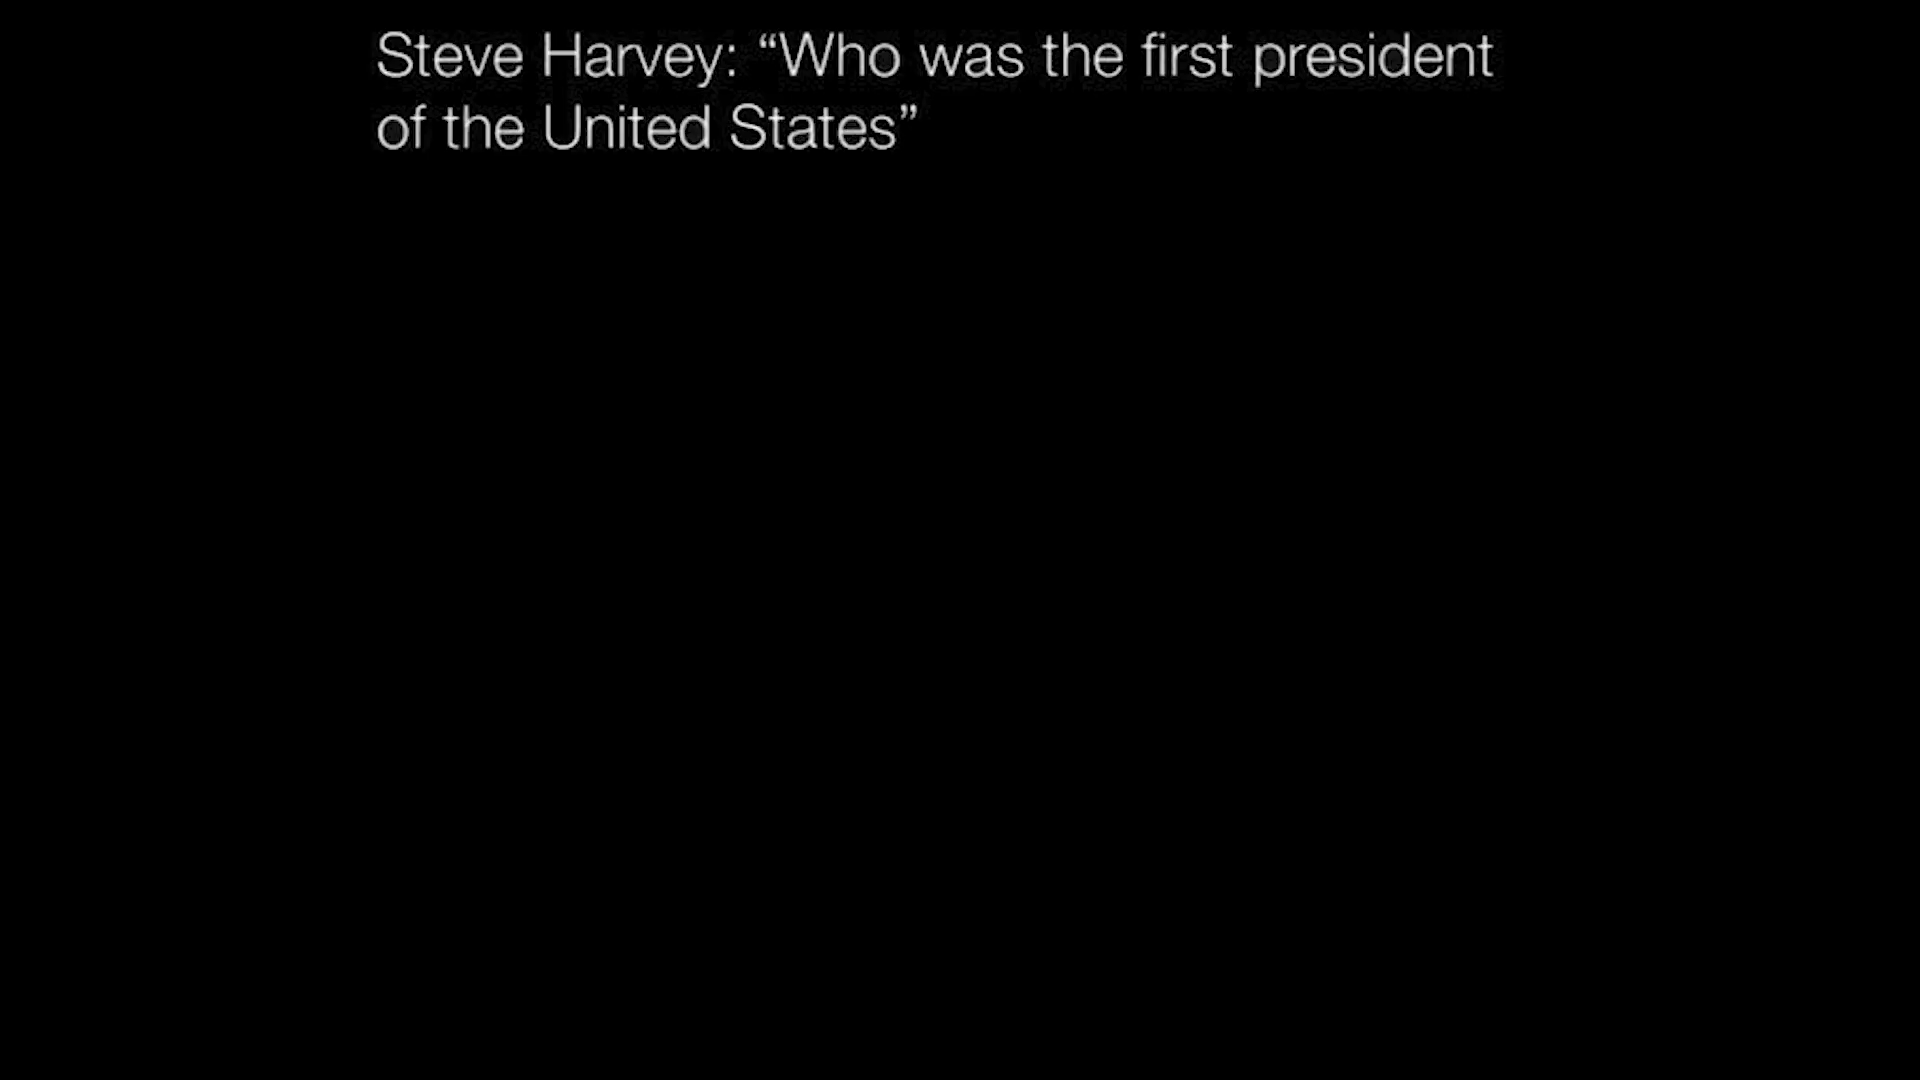 Steve Harvey: “Who was the first president
of the United States”